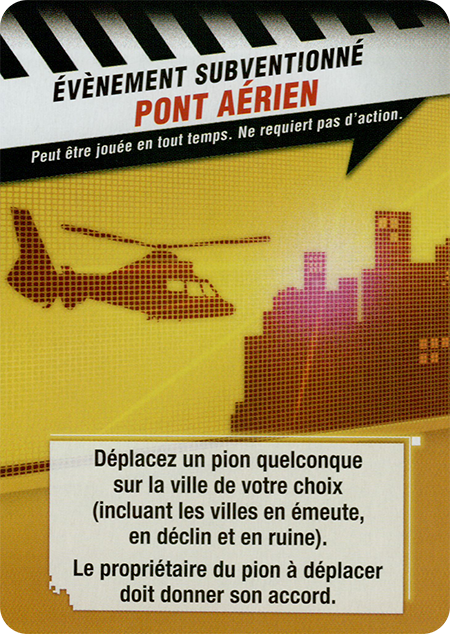 ÉVÈNEMENT SUBVENTIONNÉ
PONT AÉRIEN
Peut être jouée en tout temps. Ne requiert pas d'action.
Déplacez un pion quelconque
sur la ville de votre choix
(incluant les villes en émeute,
en déclin et en ruine).
Le propriétaire du pion à déplacer
doit donner son accord.